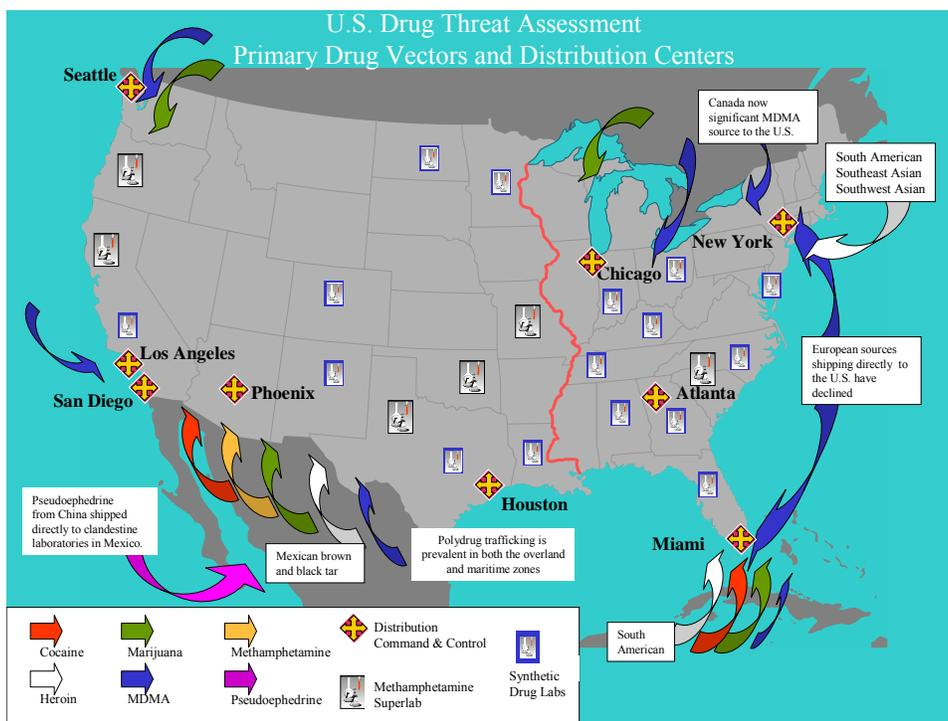 U.S. Drug Threat Assessment
Primary Drug Vectors and Distribution Centers
Seattle
Canada now
significant MDMA
source to the U.S.
South American
Southeast Asian
Southwest Asian
New York
Chicago
Los Angeles
San Diego
Phoenix
Atlanta
European sources
shipping directly to
the U.S. have
declined
Houston
Pseudoephedrine
from China shipped
directly to clandestine
laboratories in Mexico.
Mexican brown
and black tar
Polydrug trafficking is
prevalent in both the overland
and maritime zones
Miami
South
American
Cocaine
Marijuana
Methamphetamine
Heroin
MDMA
Pseudoephedrine
Distribution
Command & Control
Methamphetamine
Superlab
Synthetic
Drug Labs